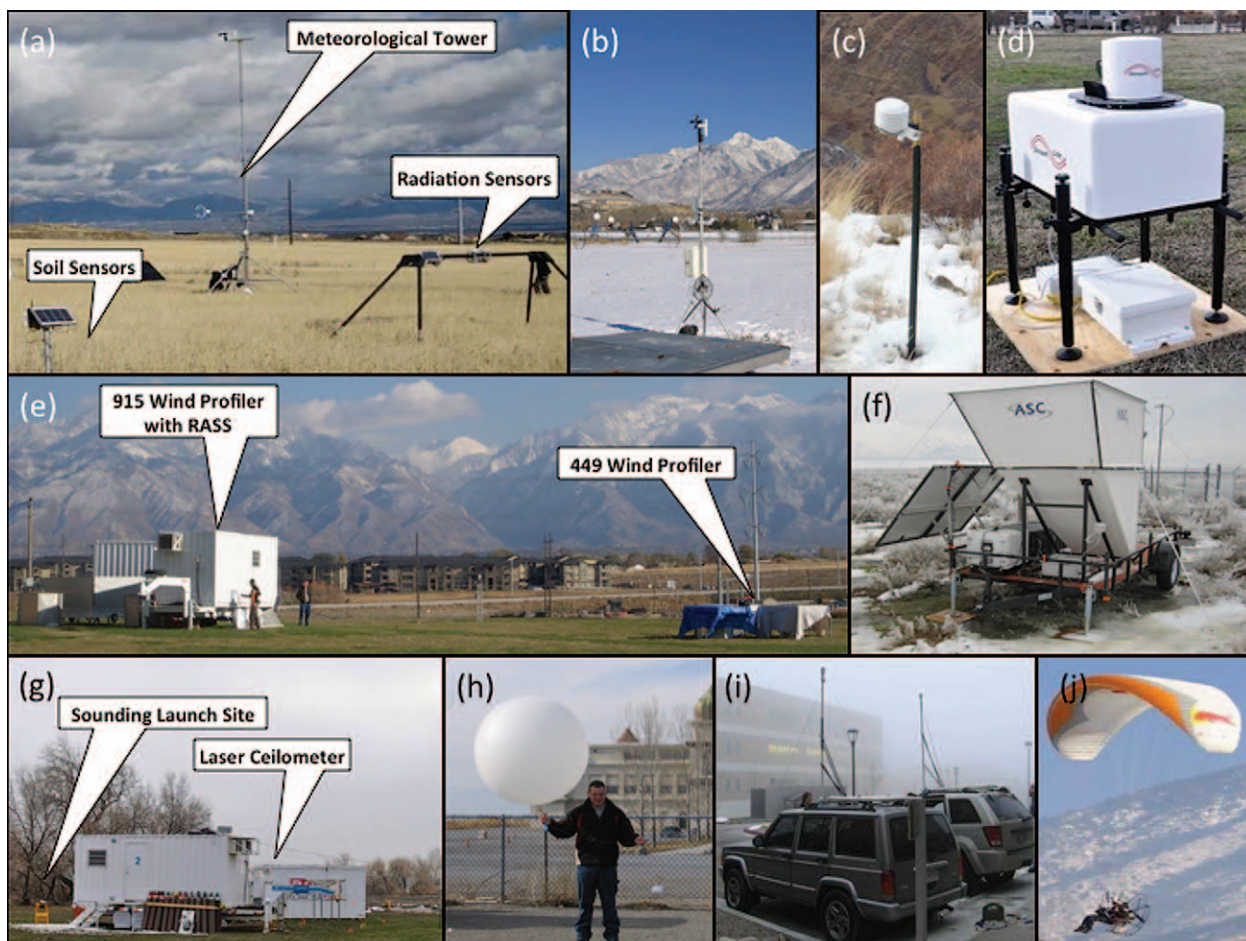 (a)
Meteorological Tower
Radiation Sensors
Soil Sensors
(b)
(c)
(d)
(e)
915 Wind Profiler
with RASS
449 Wind Profiler
(f)
ASC
(g)
Sounding Launch Site
Laser Ceilometer
2
(h)
(i)
(j)